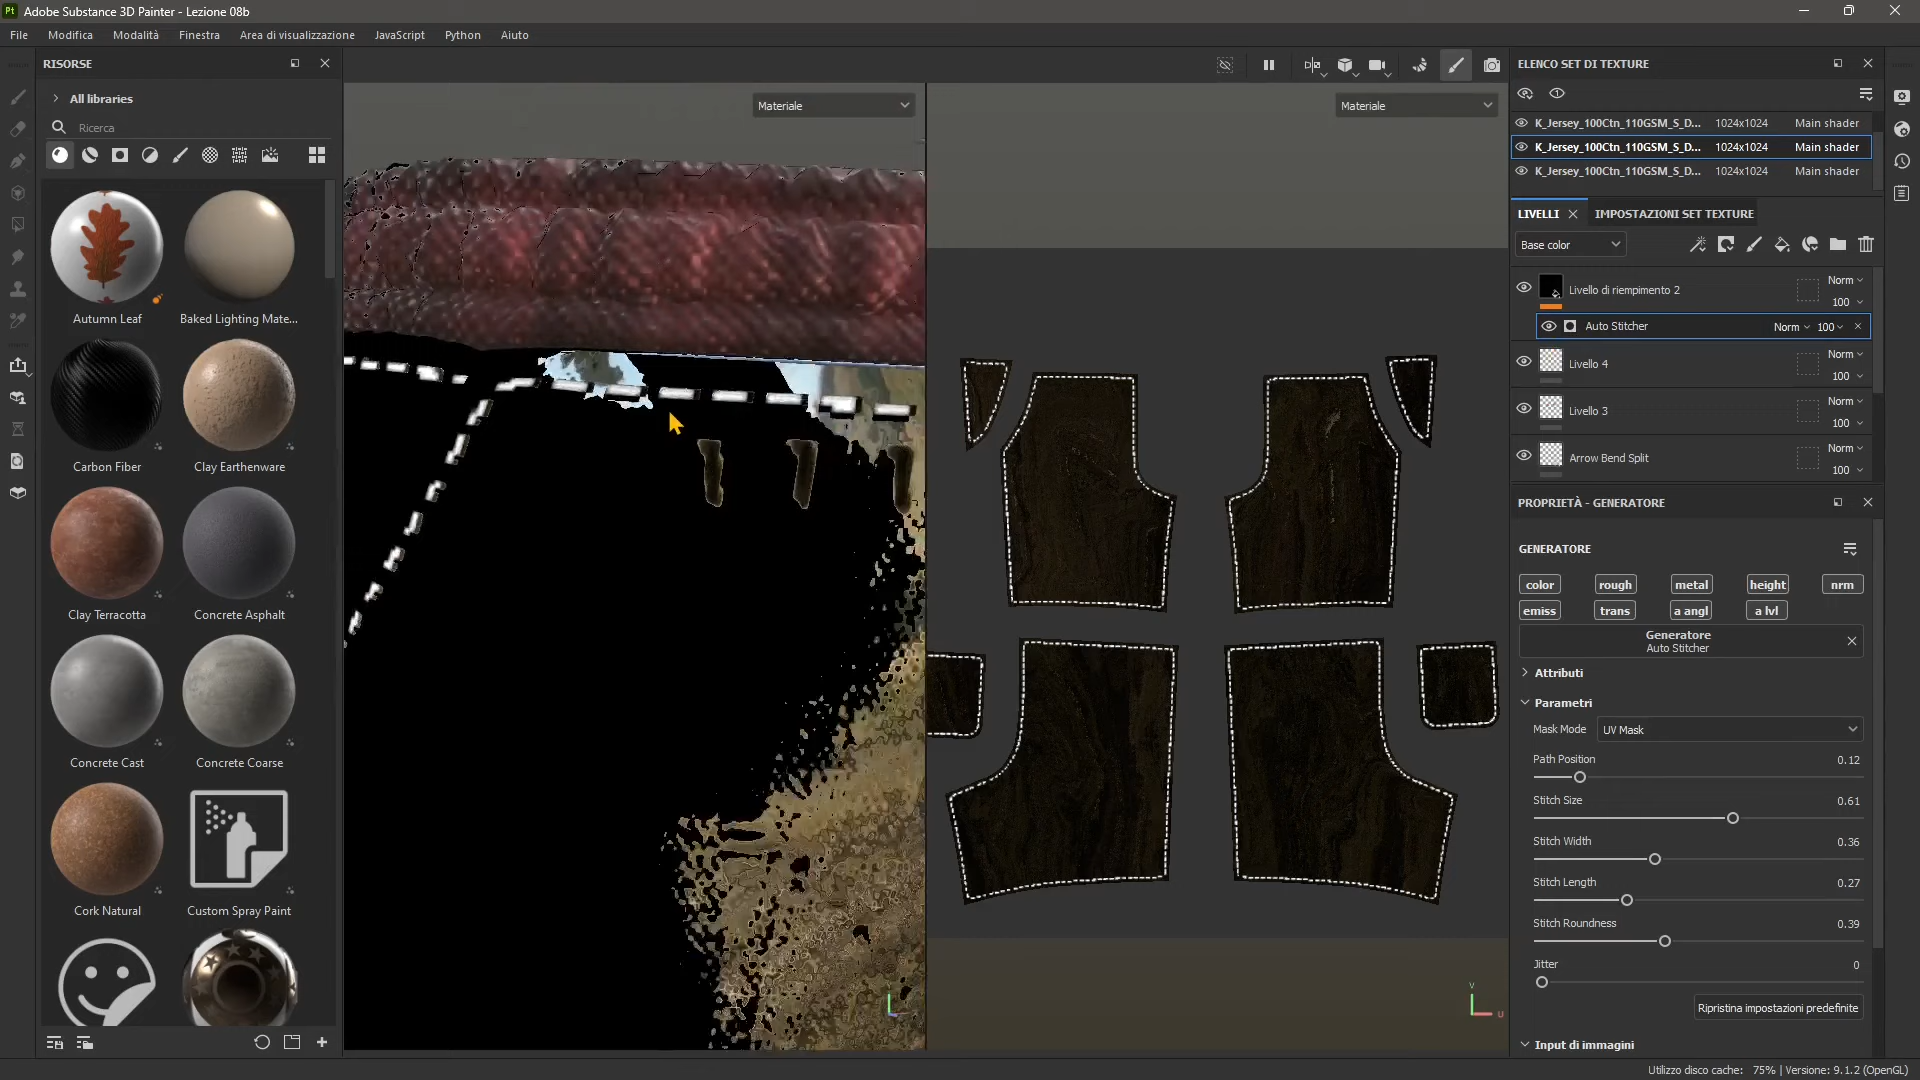 Adobe Substance 3D Painter - Lezione 08b
File Modifica Modalità Finestra Area di visualizzazione JavaScript Python Aiuto
RISORSE
All libraries
Ricerca
Autumn Leaf
Baked Lighting Mate...
Carbon Fiber
Clay Earthenware
Clay Terracotta
Concrete Asphalt
Concrete Cast
Concrete Coarse
Cork Natural
Custom Spray Paint
Materiale
Materiale
V
U
ELENCO SET DI TEXTURE
K_Jersey_100Ctn_110GSM_S_D... 1024x1024 Main shader
K_Jersey_100Ctn_110GSM_S_D... 1024x1024 Main shader
K_Jersey_100Ctn_110GSM_S_D... 1024x1024 Main shader
LIVELLI IMPOSTAZIONI SET TEXTURE
Base color
Livello di riempimento 2 Norm
100
Auto Stitcher Norm 100
Livello 4 Norm
100
Livello 3 Norm
100
Arrow Bend Split Norm
100
PROPRIETÀ - GENERATORE
GENERATORE
color rough metal height nrm
emiss trans a angl a lvl
Generatore
Auto Stitcher
Attributi
Parametri
Mask Mode UV Mask
Path Position 0.12
Stitch Size 0.61
Stitch Width 0.36
Stitch Length 0.27
Stitch Roundness 0.39
Jitter 0
Ripristina impostazioni predefinite
Input di immagini
Utilizzo disco cache: 75% | Versione: 9.1.2 (OpenGL)